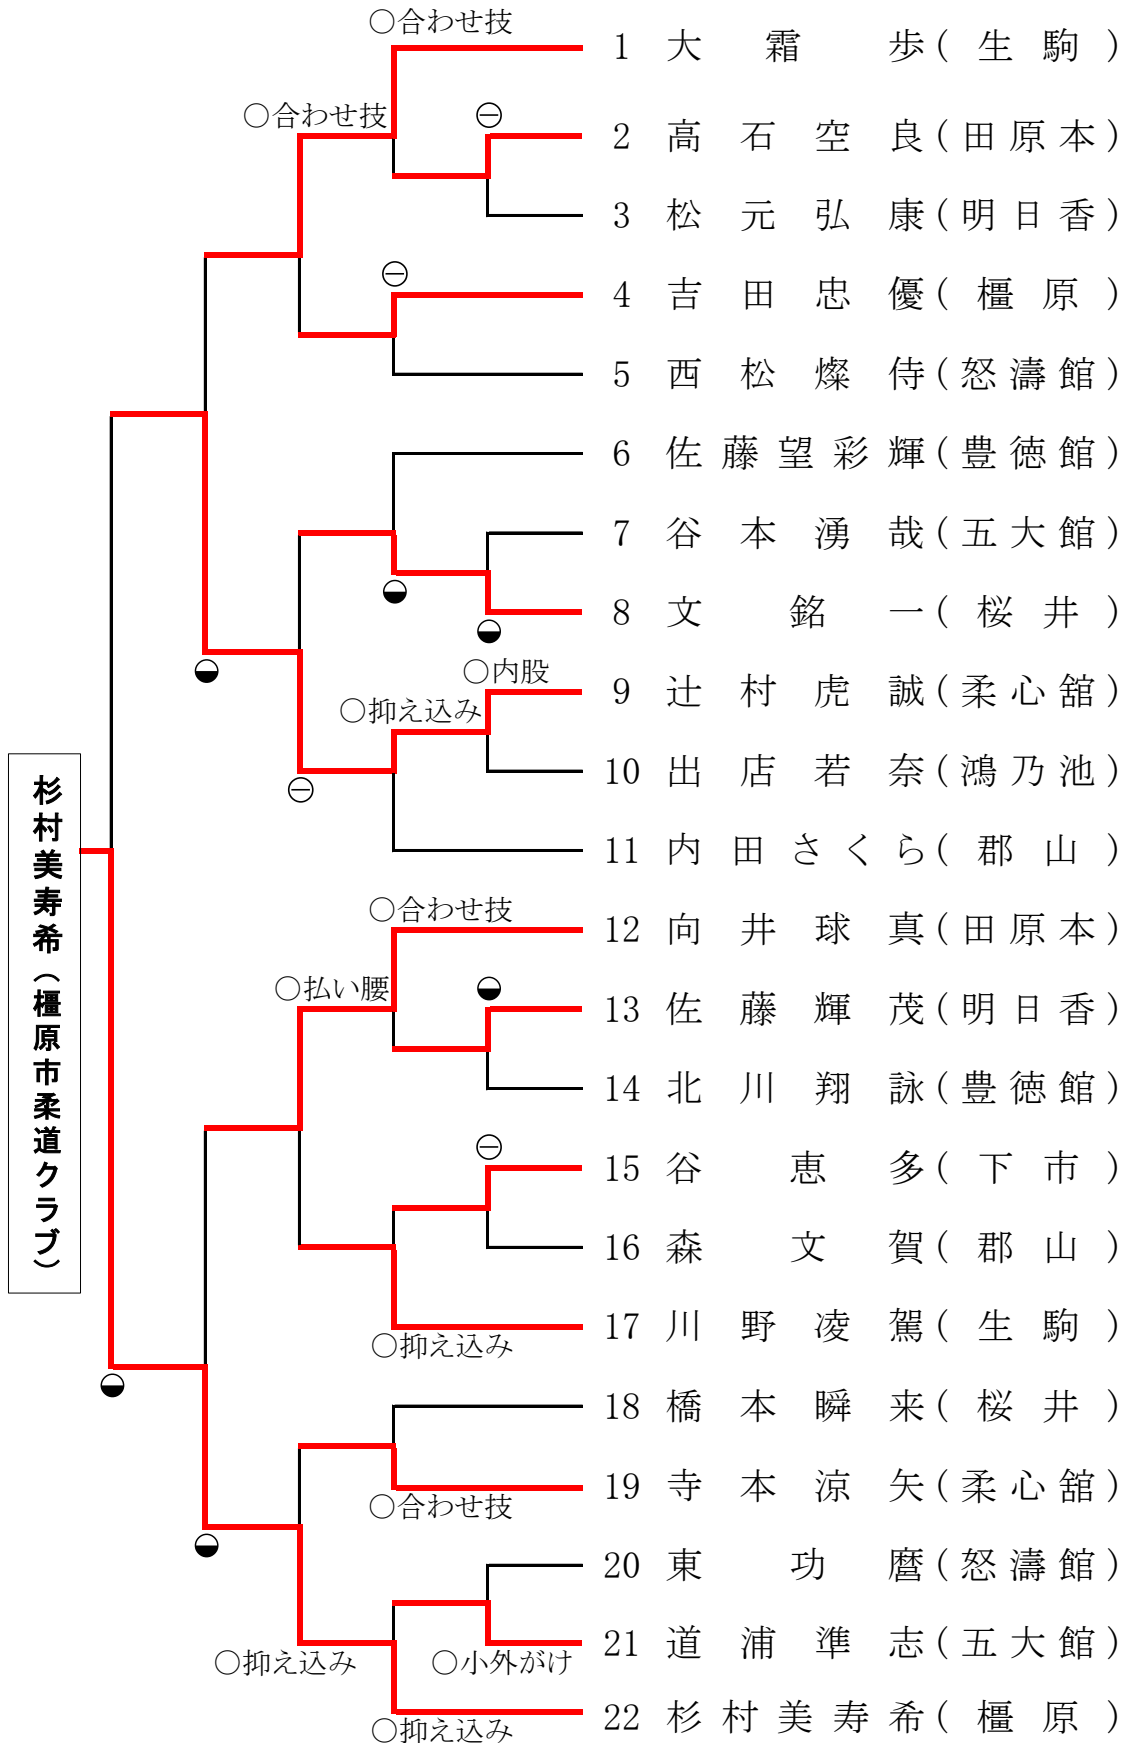 ○合わせ技
1 大霜歩(生駒)
○合わせ技
2 高石空良(田原本)
3 松元弘康(明日香)
4 吉田忠優(橿原)
5 西松燦侍(怒濤館)
6 佐藤望彩輝(豊徳館)
7 谷本湧哉(五大館)
8 文銘一(桜井)
○内股
9 辻村虎誠(柔心舘)
○抑え込み
10 出店若奈(鴻乃池)
11 内田さくら(郡山)
杉村美寿希(橿原市柔道クラブ)
○合わせ技
12 向井球真(田原本)
○払い腰
13 佐藤輝茂(明日香)
14 北川翔詠(豊徳館)
15 谷恵多(下市)
16 森文賀(郡山)
17 川野凌駕(生駒)
○抑え込み
18 橋本瞬来(桜井)
19 寺本涼矢(柔心舘)
○合わせ技
20 東功麿(怒濤館)
21 道浦準志(五大館)
○抑え込み ○小外がけ
22 杉村美寿希(橿原)
○抑え込み